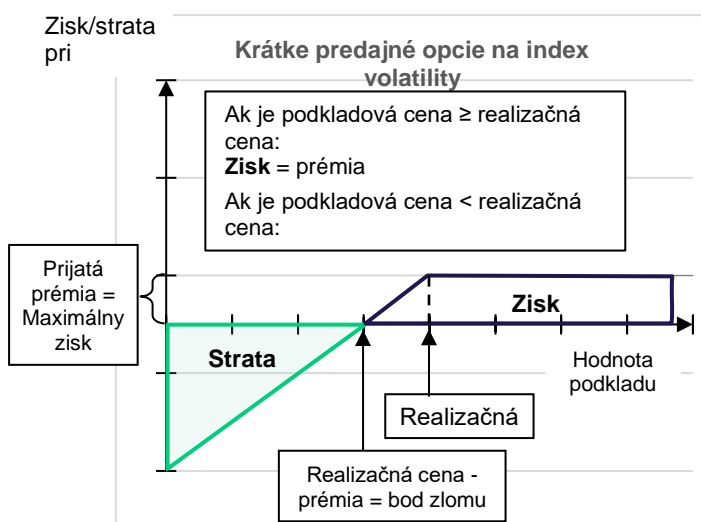 Zisk/strata
pri
Krátke predajné opcie na index
volatility
Ak je podkladová cena ≥ realizačná
cena:
Zisk = prémia
Ak je podkladová cena < realizačná
cena:
Prijatá
prémia =
Maximálny
zisk
Zisk
Strata
Hodnota
podkladu
Realizačná
Realizačná cena -
prémia = bod zlomu